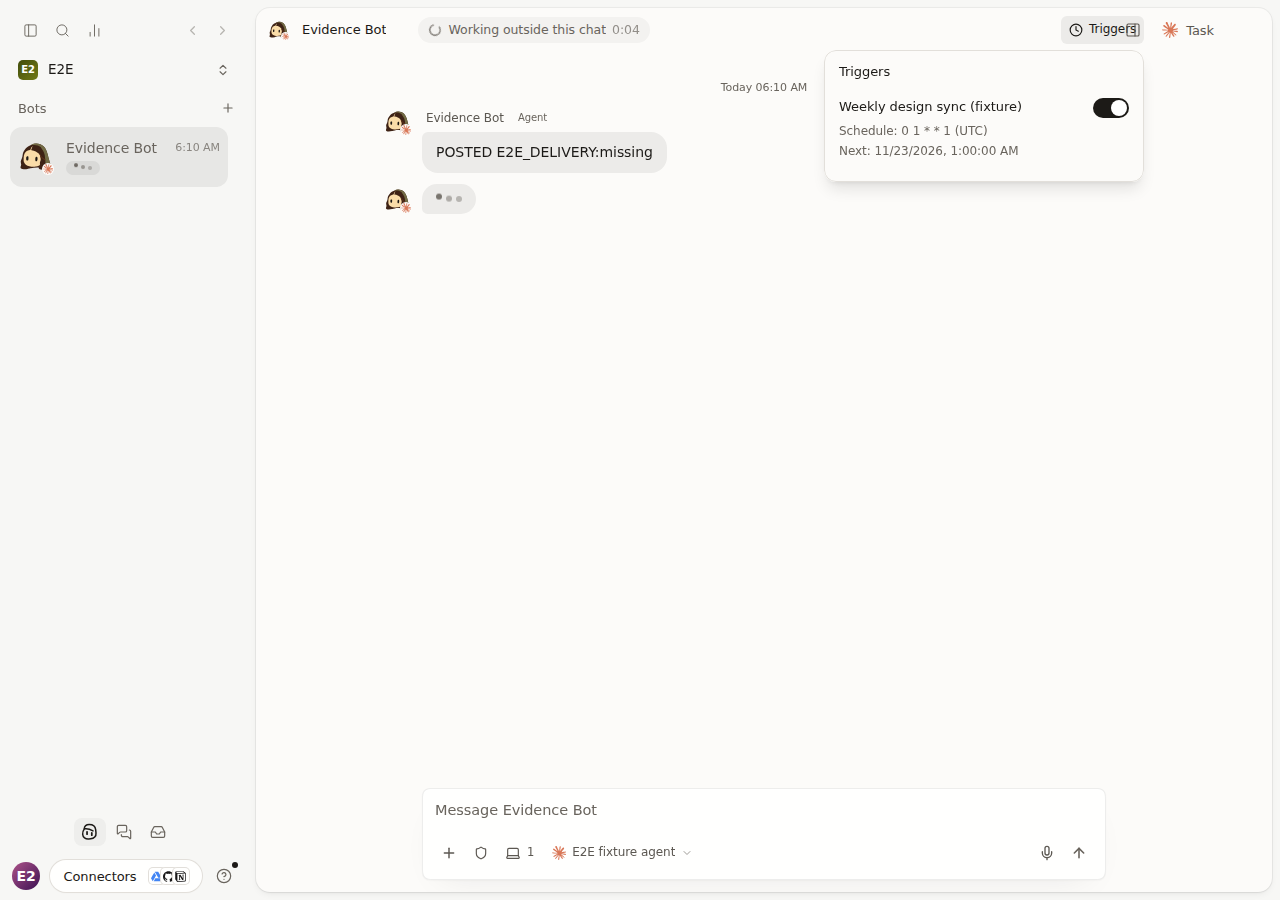 E2 E2E
Bots
Evidence Bot 6:10 AM
E2 Connectors
Evidence Bot Working outside this chat 0:04 Triggers Task
Triggers
Weekly design sync (fixture)
Schedule: 0 1 * * 1 (UTC)
Next: 11/23/2026, 1:00:00 AM
Today 06:10 AM
Evidence Bot Agent
POSTED E2E_DELIVERY:missing
Message Evidence Bot
1 E2E fixture agent